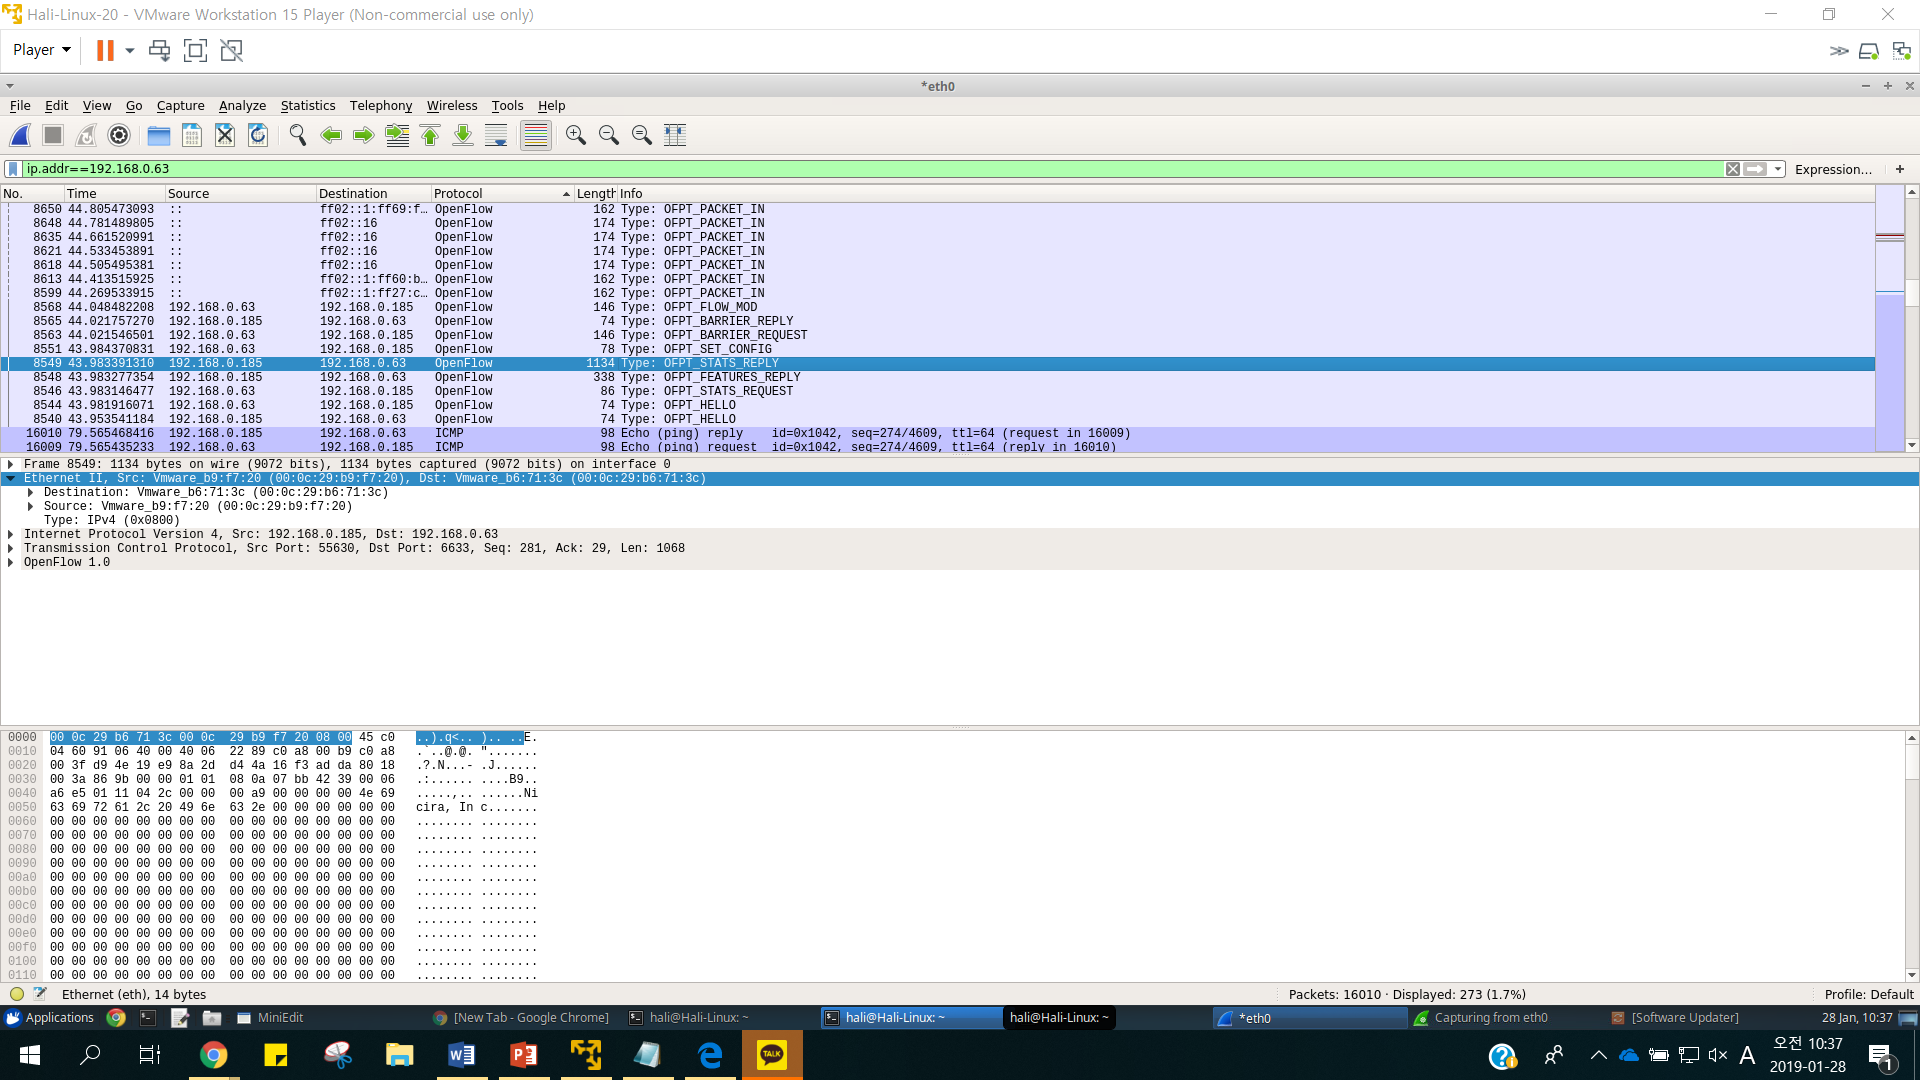 Hali-Linux-20 - VMware Workstation 15 Player (Non-commercial use only)
Player
*eth0
File Edit View Go Capture Analyze Statistics Telephony Wireless Tools Help
ip.addr==192.168.0.63 Expression... +
No. Time Source Destination Protocol Length Info
8650 44.805473093 :: ff02::1:ff69:f… OpenFlow 162 Type: OFPT_PACKET_IN
8648 44.781489805 :: ff02::16 OpenFlow 174 Type: OFPT_PACKET_IN
8635 44.661520991 :: ff02::16 OpenFlow 174 Type: OFPT_PACKET_IN
8621 44.533453891 :: ff02::16 OpenFlow 174 Type: OFPT_PACKET_IN
8618 44.505495381 :: ff02::16 OpenFlow 174 Type: OFPT_PACKET_IN
8613 44.413515925 :: ff02::1:ff60:b… OpenFlow 162 Type: OFPT_PACKET_IN
8599 44.269533915 :: ff02::1:ff27:c… OpenFlow 162 Type: OFPT_PACKET_IN
8568 44.048482208 192.168.0.63 192.168.0.185 OpenFlow 146 Type: OFPT_FLOW_MOD
8565 44.021757270 192.168.0.185 192.168.0.63 OpenFlow 74 Type: OFPT_BARRIER_REPLY
8563 44.021546501 192.168.0.63 192.168.0.185 OpenFlow 146 Type: OFPT_BARRIER_REQUEST
8551 43.984370831 192.168.0.63 192.168.0.185 OpenFlow 78 Type: OFPT_SET_CONFIG
8549 43.983391310 192.168.0.185 192.168.0.63 OpenFlow 1134 Type: OFPT_STATS_REPLY
8548 43.983277354 192.168.0.185 192.168.0.63 OpenFlow 338 Type: OFPT_FEATURES_REPLY
8546 43.983146477 192.168.0.63 192.168.0.185 OpenFlow 86 Type: OFPT_STATS_REQUEST
8544 43.981916071 192.168.0.63 192.168.0.185 OpenFlow 74 Type: OFPT_HELLO
8540 43.953541184 192.168.0.185 192.168.0.63 OpenFlow 74 Type: OFPT_HELLO
16010 79.565468416 192.168.0.185 192.168.0.63 ICMP 98 Echo (ping) reply id=0x1042, seq=274/4609, ttl=64 (request in 16009)
16009 79.565435233 192.168.0.63 192.168.0.185 ICMP 98 Echo (ping) request id=0x1042, seq=274/4609, ttl=64 (reply in 16010)
Frame 8549: 1134 bytes on wire (9072 bits), 1134 bytes captured (9072 bits) on interface 0
Ethernet II, Src: Vmware_b9:f7:20 (00:0c:29:b9:f7:20), Dst: Vmware_b6:71:3c (00:0c:29:b6:71:3c)
Destination: Vmware_b6:71:3c (00:0c:29:b6:71:3c)
Source: Vmware_b9:f7:20 (00:0c:29:b9:f7:20)
Type: IPv4 (0x0800)
Internet Protocol Version 4, Src: 192.168.0.185, Dst: 192.168.0.63
Transmission Control Protocol, Src Port: 55630, Dst Port: 6633, Seq: 281, Ack: 29, Len: 1068
OpenFlow 1.0
0000 00 0c 29 b6 71 3c 00 0c 29 b9 f7 20 08 00 45 c0 ..).q<.. ).. ..E.
0010 04 60 91 06 40 00 40 06 22 89 c0 a8 00 b9 c0 a8 .`..@.@. ".......
0020 00 3f d9 4e 19 e9 8a 2d d4 4a 16 f3 ad da 80 18 .?.N...- .J......
0030 00 3a 86 9b 00 00 01 01 08 0a 07 bb 42 39 00 06 .:...... ....B9..
0040 a6 e5 01 11 04 2c 00 00 00 a9 00 00 00 00 4e 69 .....,.. ......Ni
0050 63 69 72 61 2c 20 49 6e 63 2e 00 00 00 00 00 00 cira, In c.......
0060 00 00 00 00 00 00 00 00 00 00 00 00 00 00 00 00 ........ ........
0070 00 00 00 00 00 00 00 00 00 00 00 00 00 00 00 00 ........ ........
0080 00 00 00 00 00 00 00 00 00 00 00 00 00 00 00 00 ........ ........
0090 00 00 00 00 00 00 00 00 00 00 00 00 00 00 00 00 ........ ........
00a0 00 00 00 00 00 00 00 00 00 00 00 00 00 00 00 00 ........ ........
00b0 00 00 00 00 00 00 00 00 00 00 00 00 00 00 00 00 ........ ........
00c0 00 00 00 00 00 00 00 00 00 00 00 00 00 00 00 00 ........ ........
00d0 00 00 00 00 00 00 00 00 00 00 00 00 00 00 00 00 ........ ........
00e0 00 00 00 00 00 00 00 00 00 00 00 00 00 00 00 00 ........ ........
00f0 00 00 00 00 00 00 00 00 00 00 00 00 00 00 00 00 ........ ........
0100 00 00 00 00 00 00 00 00 00 00 00 00 00 00 00 00 ........ ........
0110 00 00 00 00 00 00 00 00 00 00 00 00 00 00 00 00 ........ ........
Ethernet (eth), 14 bytes Packets: 16010 · Displayed: 273 (1.7%) Profile: Default
Applications MiniEdit [New Tab - Google Chrome] hali@Hali-Linux: ~ hali@Hali-Linux: ~ hali@Hali-Linux: ~ *eth0 Capturing from eth0 [Software Updater] 28 Jan, 10:37
TALK A 오전 10:37
2019-01-28 1